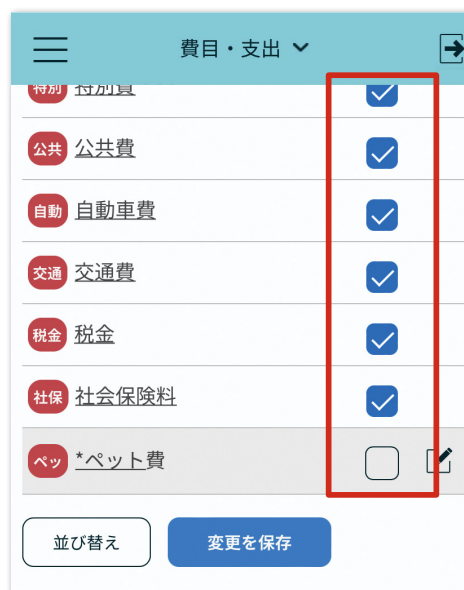 費目・支出
特別 特別費
公共 公共費
自動 自動車費
交通 交通費
税金 税金
社保 社会保険料
ペッ *ペット費
並び替え 変更を保存